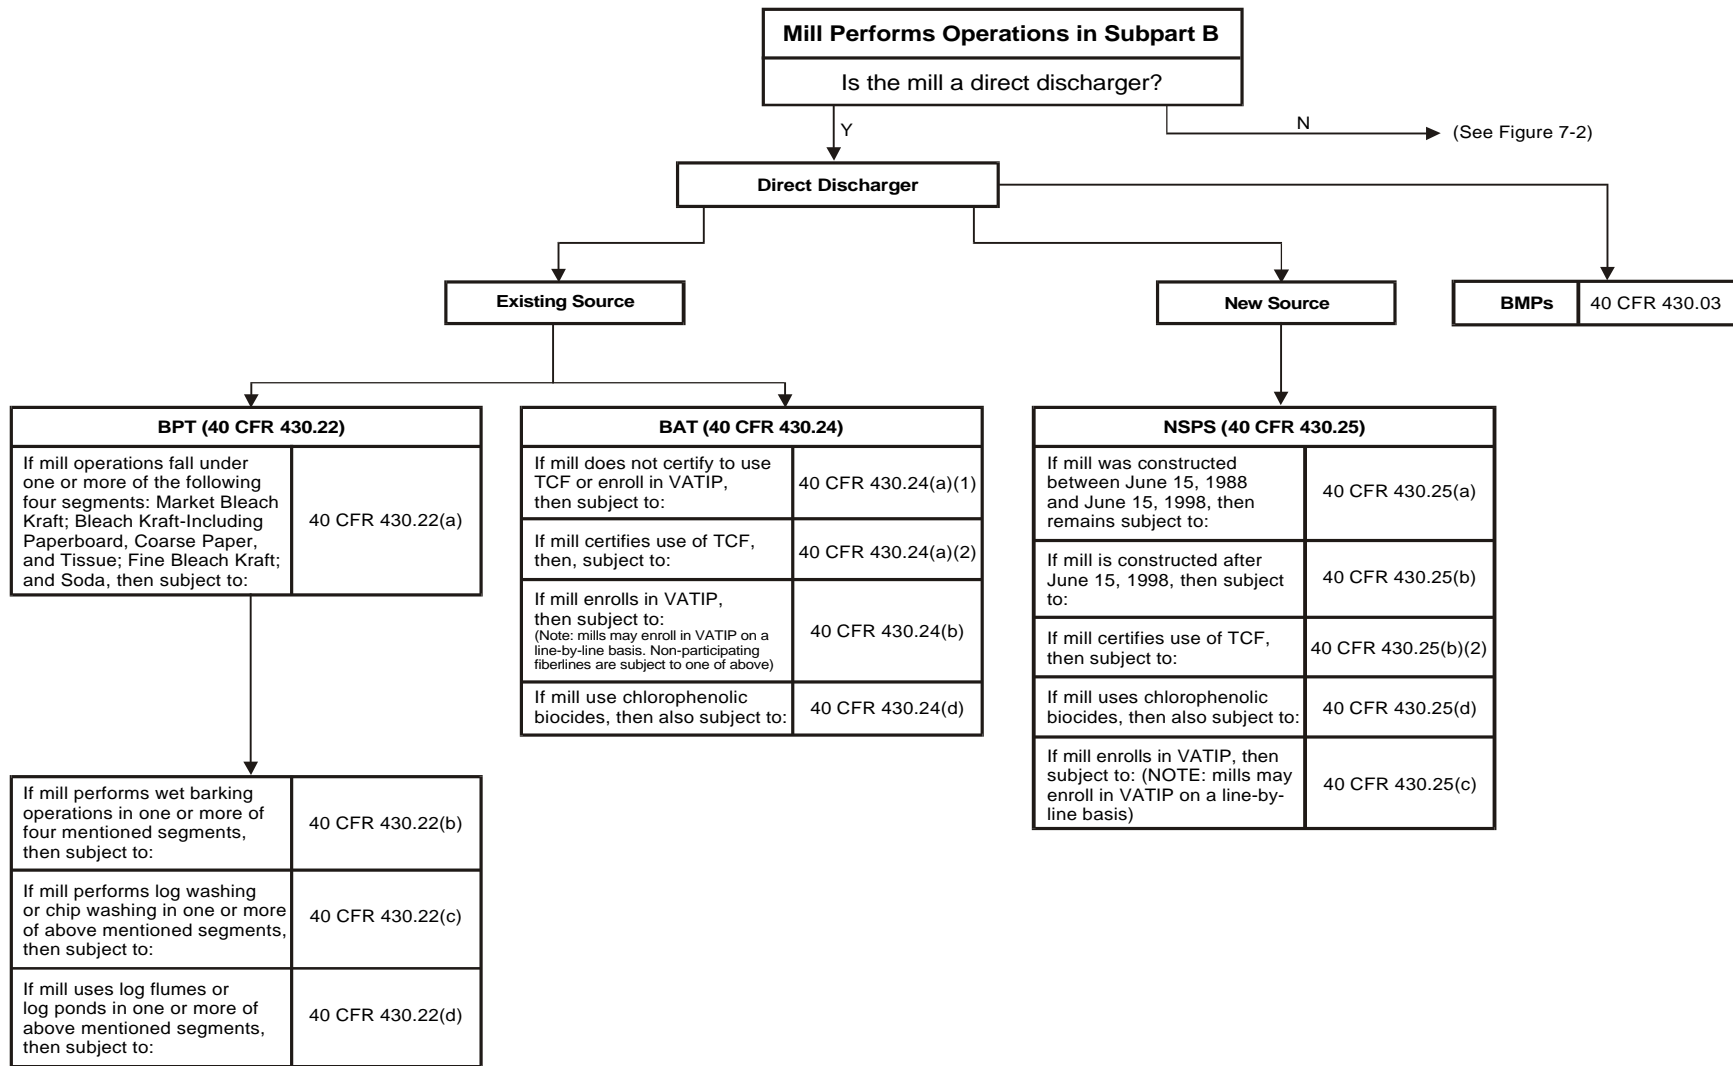 Mill Performs Operations in Subpart B
Is the mill a direct discharger?
Y
N
(See Figure 7-2)
Direct Discharger
Existing Source
New Source
BMPs
40 CFR 430.03
BPT (40 CFR 430.22)
If mill operations fall under
one or more of the following
four segments: Market Bleach
Kraft; Bleach Kraft-Including
Paperboard, Coarse Paper,
and Tissue; Fine Bleach Kraft;
and Soda, then subject to:
40 CFR 430.22(a)
If mill performs wet barking
operations in one or more of
four mentioned segments,
then subject to:
40 CFR 430.22(b)
If mill performs log washing
or chip washing in one or more
of above mentioned segments,
then subject to:
40 CFR 430.22(c)
If mill uses log flumes or
log ponds in one or more of
above mentioned segments,
then subject to:
40 CFR 430.22(d)
BAT (40 CFR 430.24)
If mill does not certify to use
TCF or enroll in VATIP,
then subject to:
40 CFR 430.24(a)(1)
If mill certifies use of TCF,
then, subject to:
40 CFR 430.24(a)(2)
If mill enrolls in VATIP,
then subject to:
(Note: mills may enroll in VATIP on a
line-by-line basis. Non-participating
fiberlines are subject to one of above)
40 CFR 430.24(b)
If mill use chlorophenolic
biocides, then also subject to:
40 CFR 430.24(d)
NSPS (40 CFR 430.25)
If mill was constructed
between June 15, 1988
and June 15, 1998, then
remains subject to:
40 CFR 430.25(a)
If mill is constructed after
June 15, 1998, then subject
to:
40 CFR 430.25(b)
If mill certifies use of TCF,
then subject to:
40 CFR 430.25(b)(2)
If mill uses chlorophenolic
biocides, then also subject to:
40 CFR 430.25(d)
If mill enrolls in VATIP, then
subject to: (NOTE: mills may
enroll in VATIP on a line-by-
line basis)
40 CFR 430.25(c)